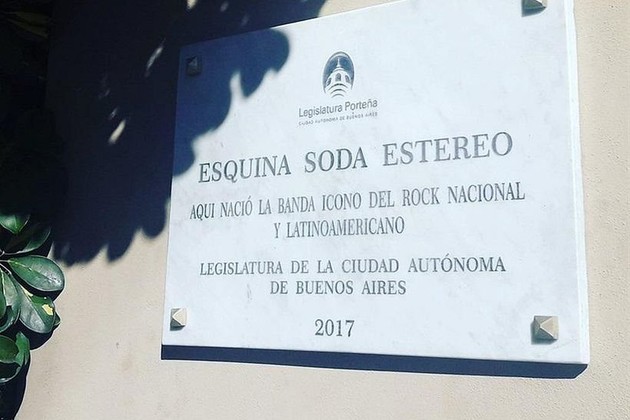 Legislatura Porteña
CIUDAD AUTONOMA DE BUENOS AIRES
ESQUINA SODA ESTEREO
AQUI NACIÓ LA BANDA ICONO DEL ROCK NACIONAL
Y LATINOAMERICANO
LEGISLATURA DE LA CIUDAD AUTÓNOMA
DE BUENOS AIRES
2017